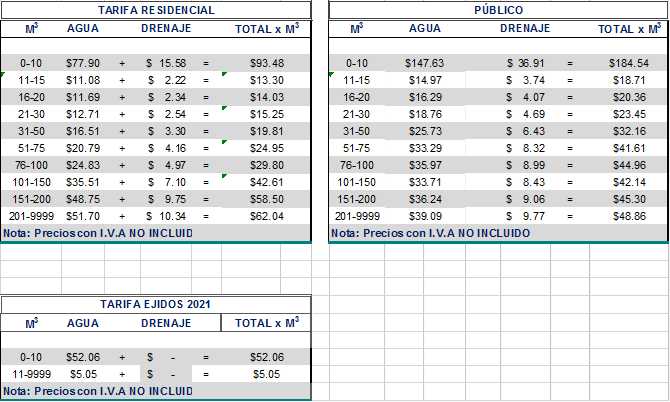 TARIFA RESIDENCIAL
M³ AGUA DRENAJE TOTAL x M³
0-10 $77.90 + $ 15.58 = $93.48
11-15 $11.08 + $ 2.22 = $13.30
16-20 $11.69 + $ 2.34 = $14.03
21-30 $12.71 + $ 2.54 = $15.25
31-50 $16.51 + $ 3.30 = $19.81
51-75 $20.79 + $ 4.16 = $24.95
76-100 $24.83 + $ 4.97 = $29.80
101-150 $35.51 + $ 7.10 = $42.61
151-200 $48.75 + $ 9.75 = $58.50
201-9999 $51.70 + $ 10.34 = $62.04
Nota: Precios con I.V.A NO INCLUID
PÚBLICO
M³ AGUA DRENAJE TOTAL x M³
0-10 $147.63 $ 36.91 = $184.54
11-15 $14.97 $ 3.74 = $18.71
16-20 $16.29 $ 4.07 = $20.36
21-30 $18.76 $ 4.69 = $23.45
31-50 $25.73 $ 6.43 = $32.16
51-75 $33.29 $ 8.32 = $41.61
76-100 $35.97 $ 8.99 = $44.96
101-150 $33.71 $ 8.43 = $42.14
151-200 $36.24 $ 9.06 = $45.30
201-9999 $39.09 $ 9.77 = $48.86
Nota: Precios con I.V.A NO INCLUIDO
TARIFA EJIDOS 2021
M³ AGUA DRENAJE TOTAL x M³
0-10 $52.06 + $ - = $52.06
11-9999 $5.05 + $ - = $5.05
Nota: Precios con I.V.A NO INCLUID